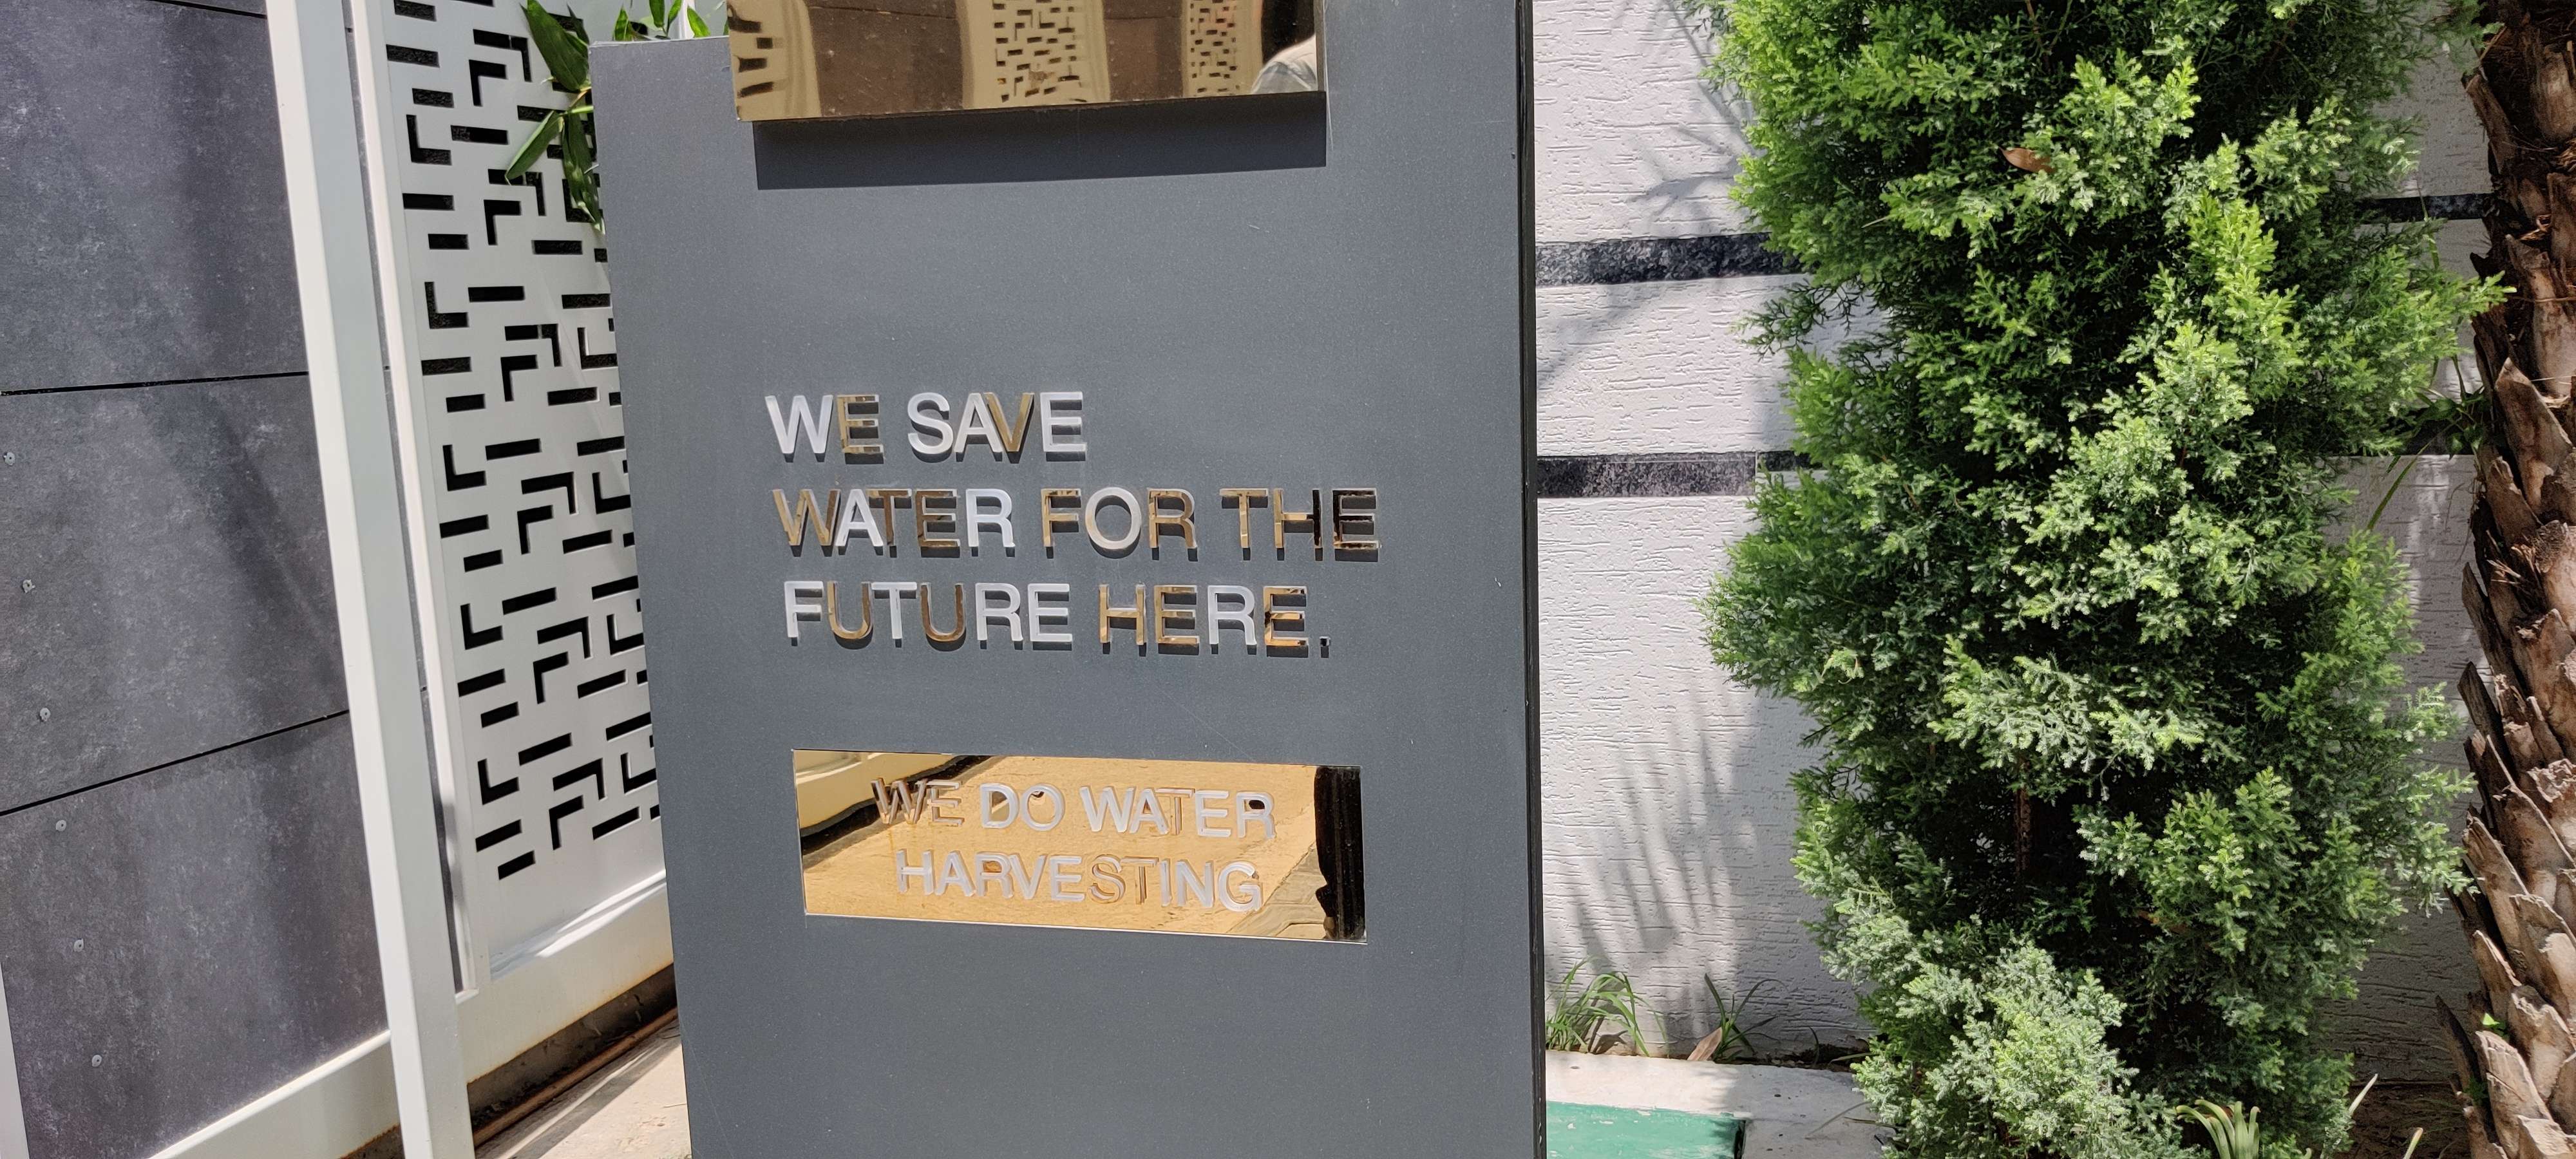 WE SAVE
WATER FOR THE
FUTURE HERE.
WE DO WATER
HARVESTING